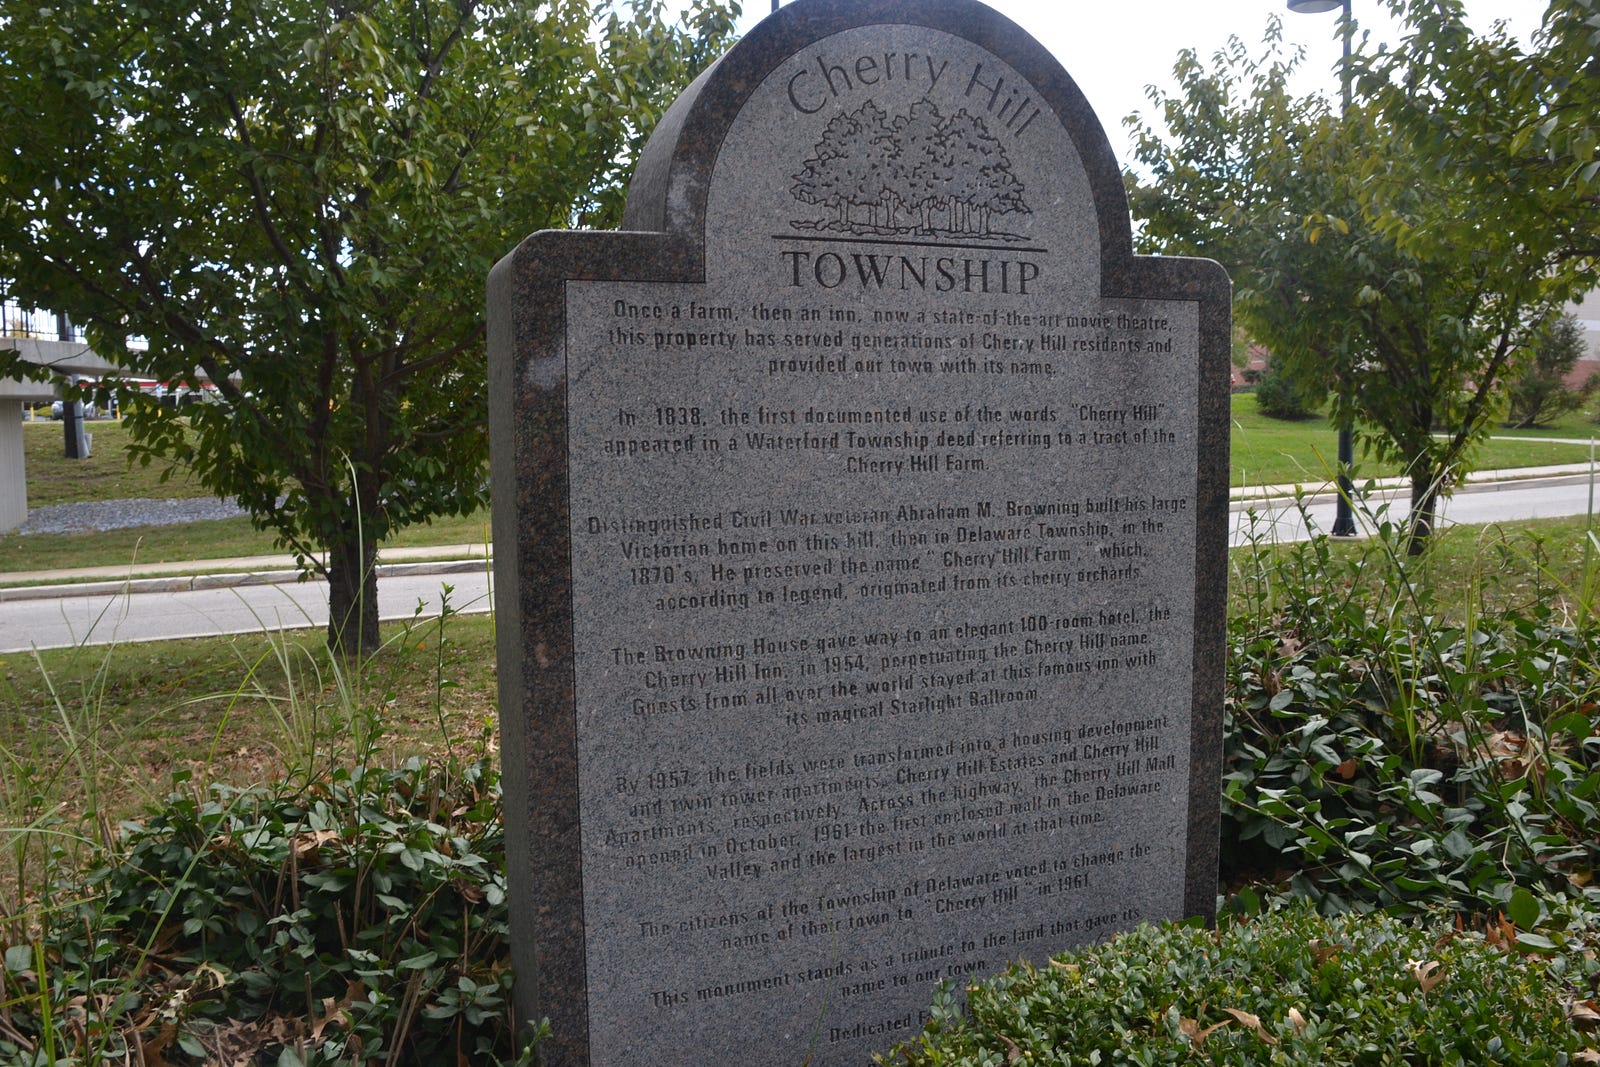 Cherry Hill
TOWNSHIP
Once a farm, then an inn, now a state-of-the-art movie theatre,
this property has served generations of Cherry Hill residents and
provided our town with its name.
In 1838, the first documented use of the words "Cherry Hill"
appeared in a Waterford Township deed referring to a tract of the
Cherry Hill Farm.
Distinguished Civil War veteran Abraham M. Browning built his large
Victorian home on this hill, then in Delaware Township, in the
1870's. He preserved the name "Cherry Hill Farm," which,
according to legend, originated from its cherry orchards.
The Browning House gave way to an elegant 100-room hotel, the
Cherry Hill Inn, in 1954, perpetuating the Cherry Hill name.
Guests from all over the world stayed at this famous inn with
its magical Starlight Ballroom.
By 1957, the fields were transformed into a housing development
and twin tower apartments, Cherry Hill Estates and Cherry Hill
Apartments, respectively. Across the highway, the Cherry Hill Mall
opened in October, 1961-the first enclosed mall in the Delaware
Valley and the largest in the world at that time.
The citizens of the Township of Delaware voted to change the
name of their town to "Cherry Hill" in 1961.
This monument stands as a tribute to the land that gave its
name to our town.
Dedicated